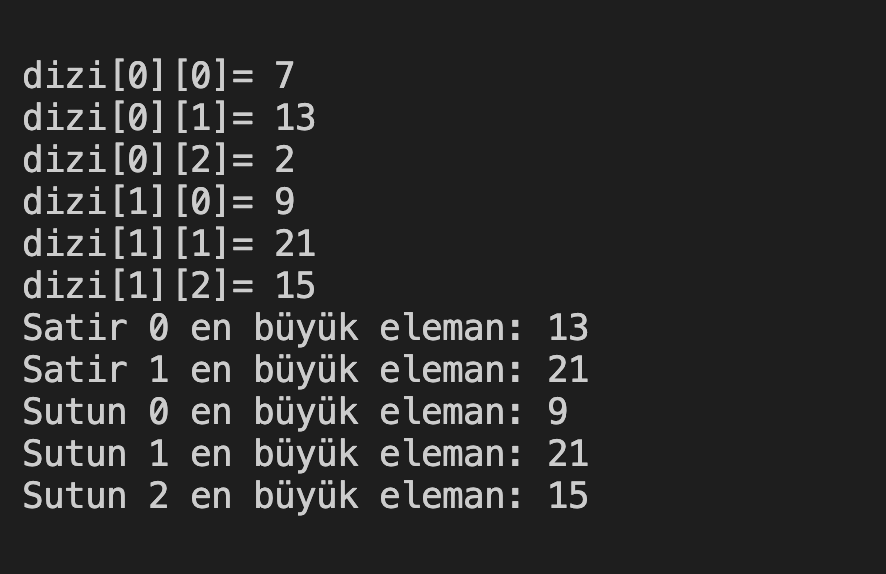 dizi[0][0]= 7
dizi[0][1]= 13
dizi[0][2]= 2
dizi[1][0]= 9
dizi[1][1]= 21
dizi[1][2]= 15
Satir 0 en büyük eleman: 13
Satir 1 en büyük eleman: 21
Sutun 0 en büyük eleman: 9
Sutun 1 en büyük eleman: 21
Sutun 2 en büyük eleman: 15